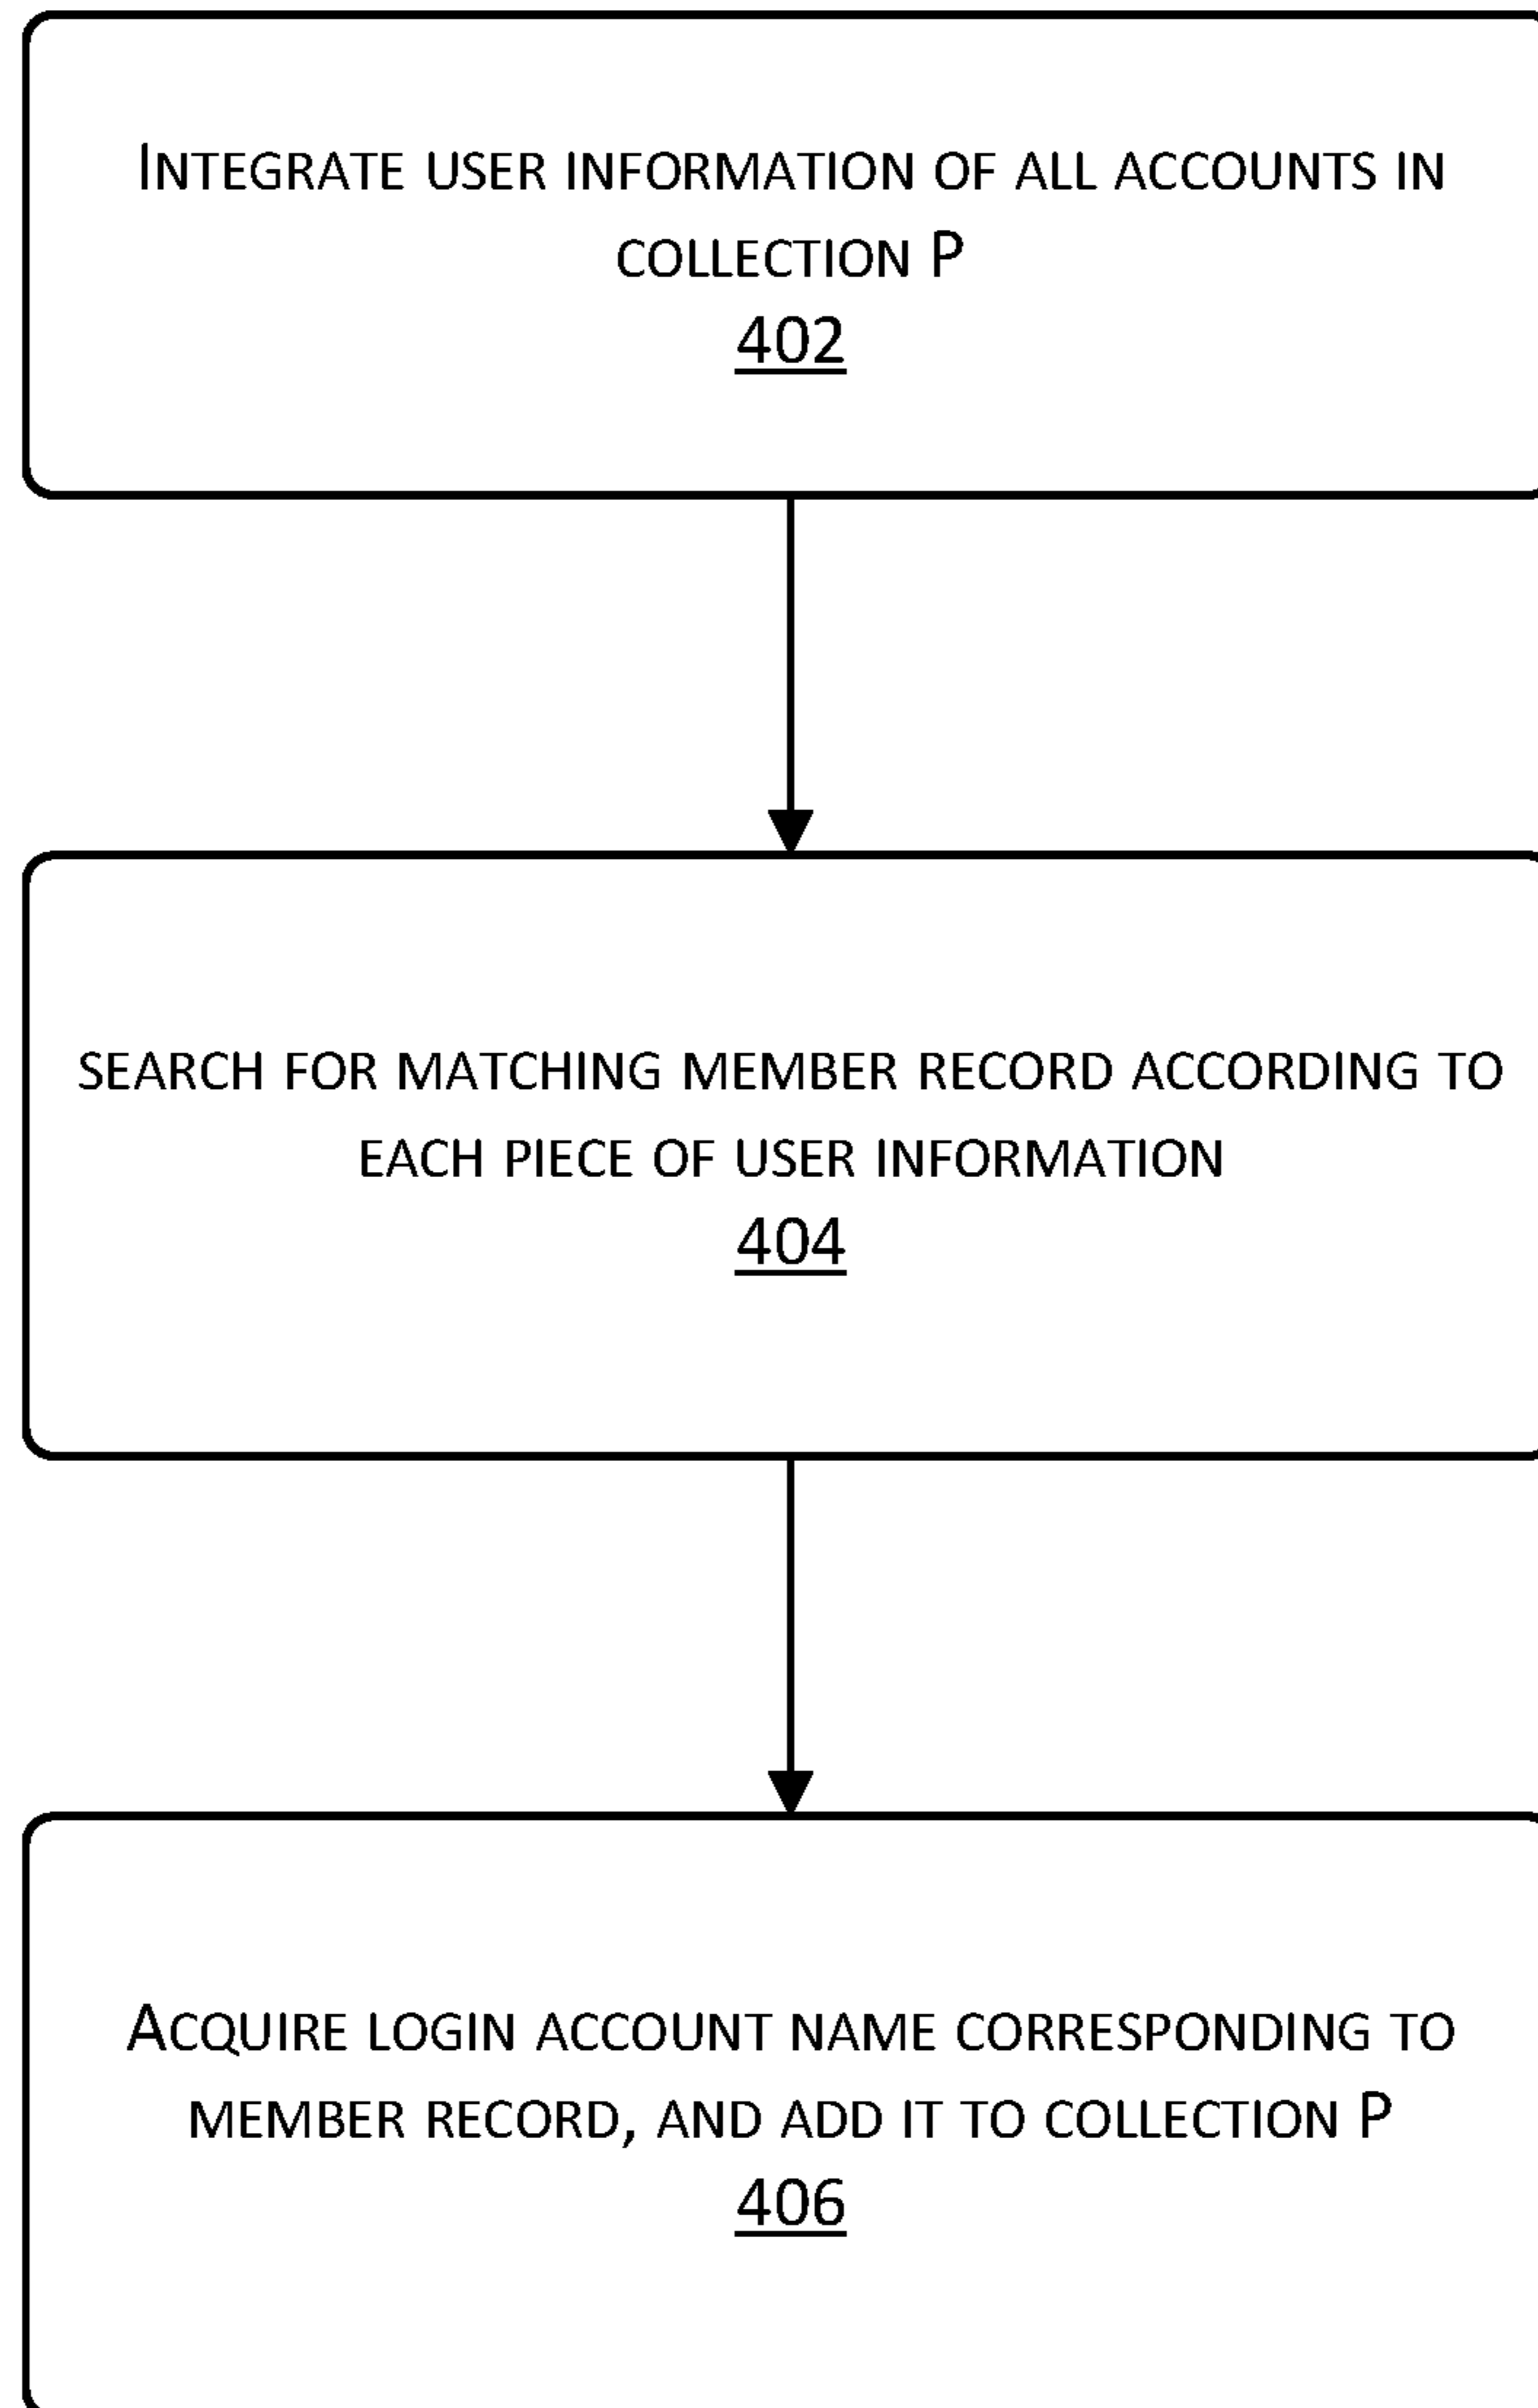 Integrate user information of all accounts in
collection P
402
search for matching member record according to
each piece of user information
404
Acquire login account name corresponding to
member record, and add it to collection P
406